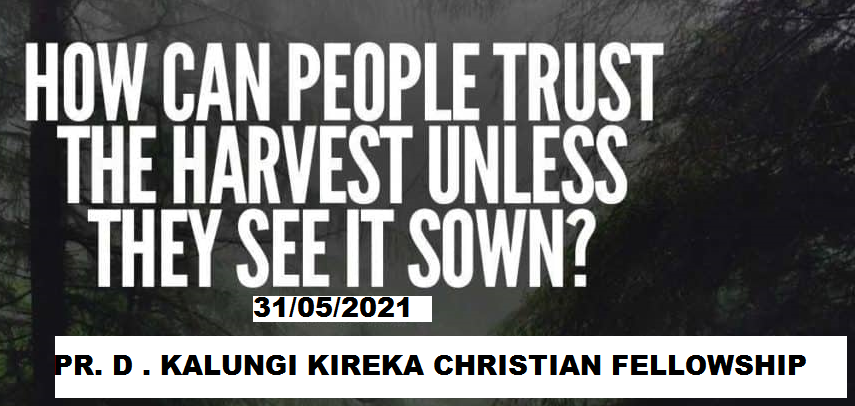 HOW CAN PEOPLE TRUST
THE HARVEST UNLESS
THEY SEE IT SOWN?
31/05/2021
PR. D . KALUNGI KIREKA CHRISTIAN FELLOWSHIP